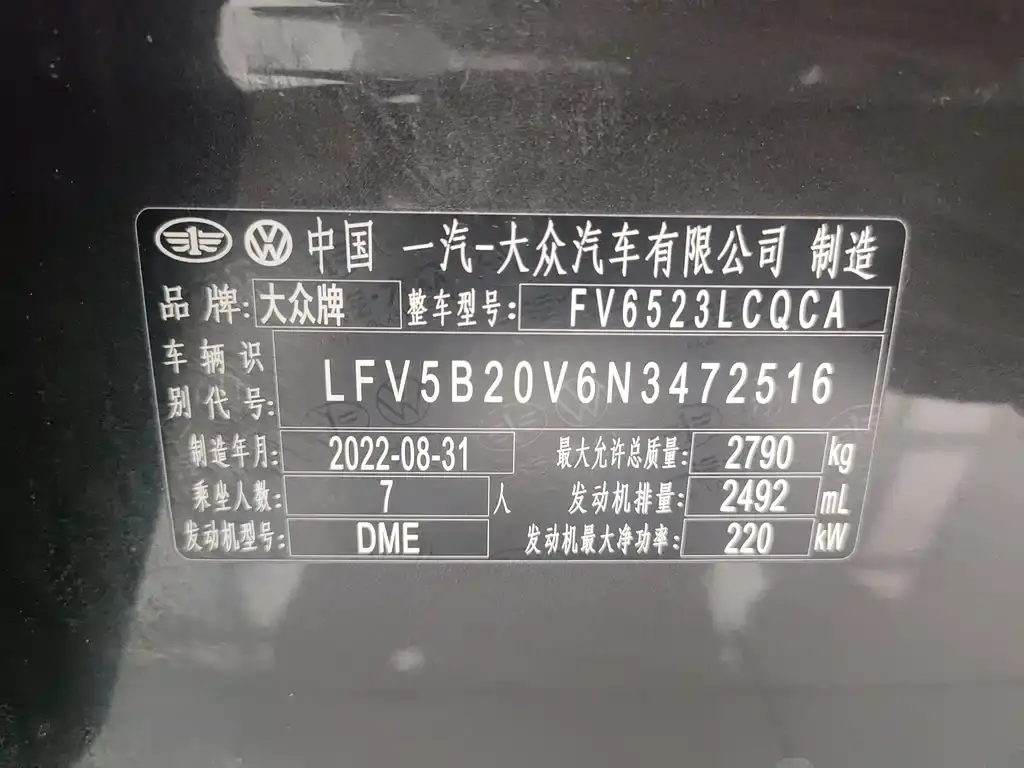 中国 一汽-大众汽车有限公司 制造
品牌: 大众牌 整车型号: FV6523LCQCA
车辆识别代号: LFV5B20V6N3472516
制造年月: 2022-08-31 最大允许总质量: 2790 kg
乘坐人数: 7 人 发动机排量: 2492 mL
发动机型号: DME 发动机最大净功率: 220 kW